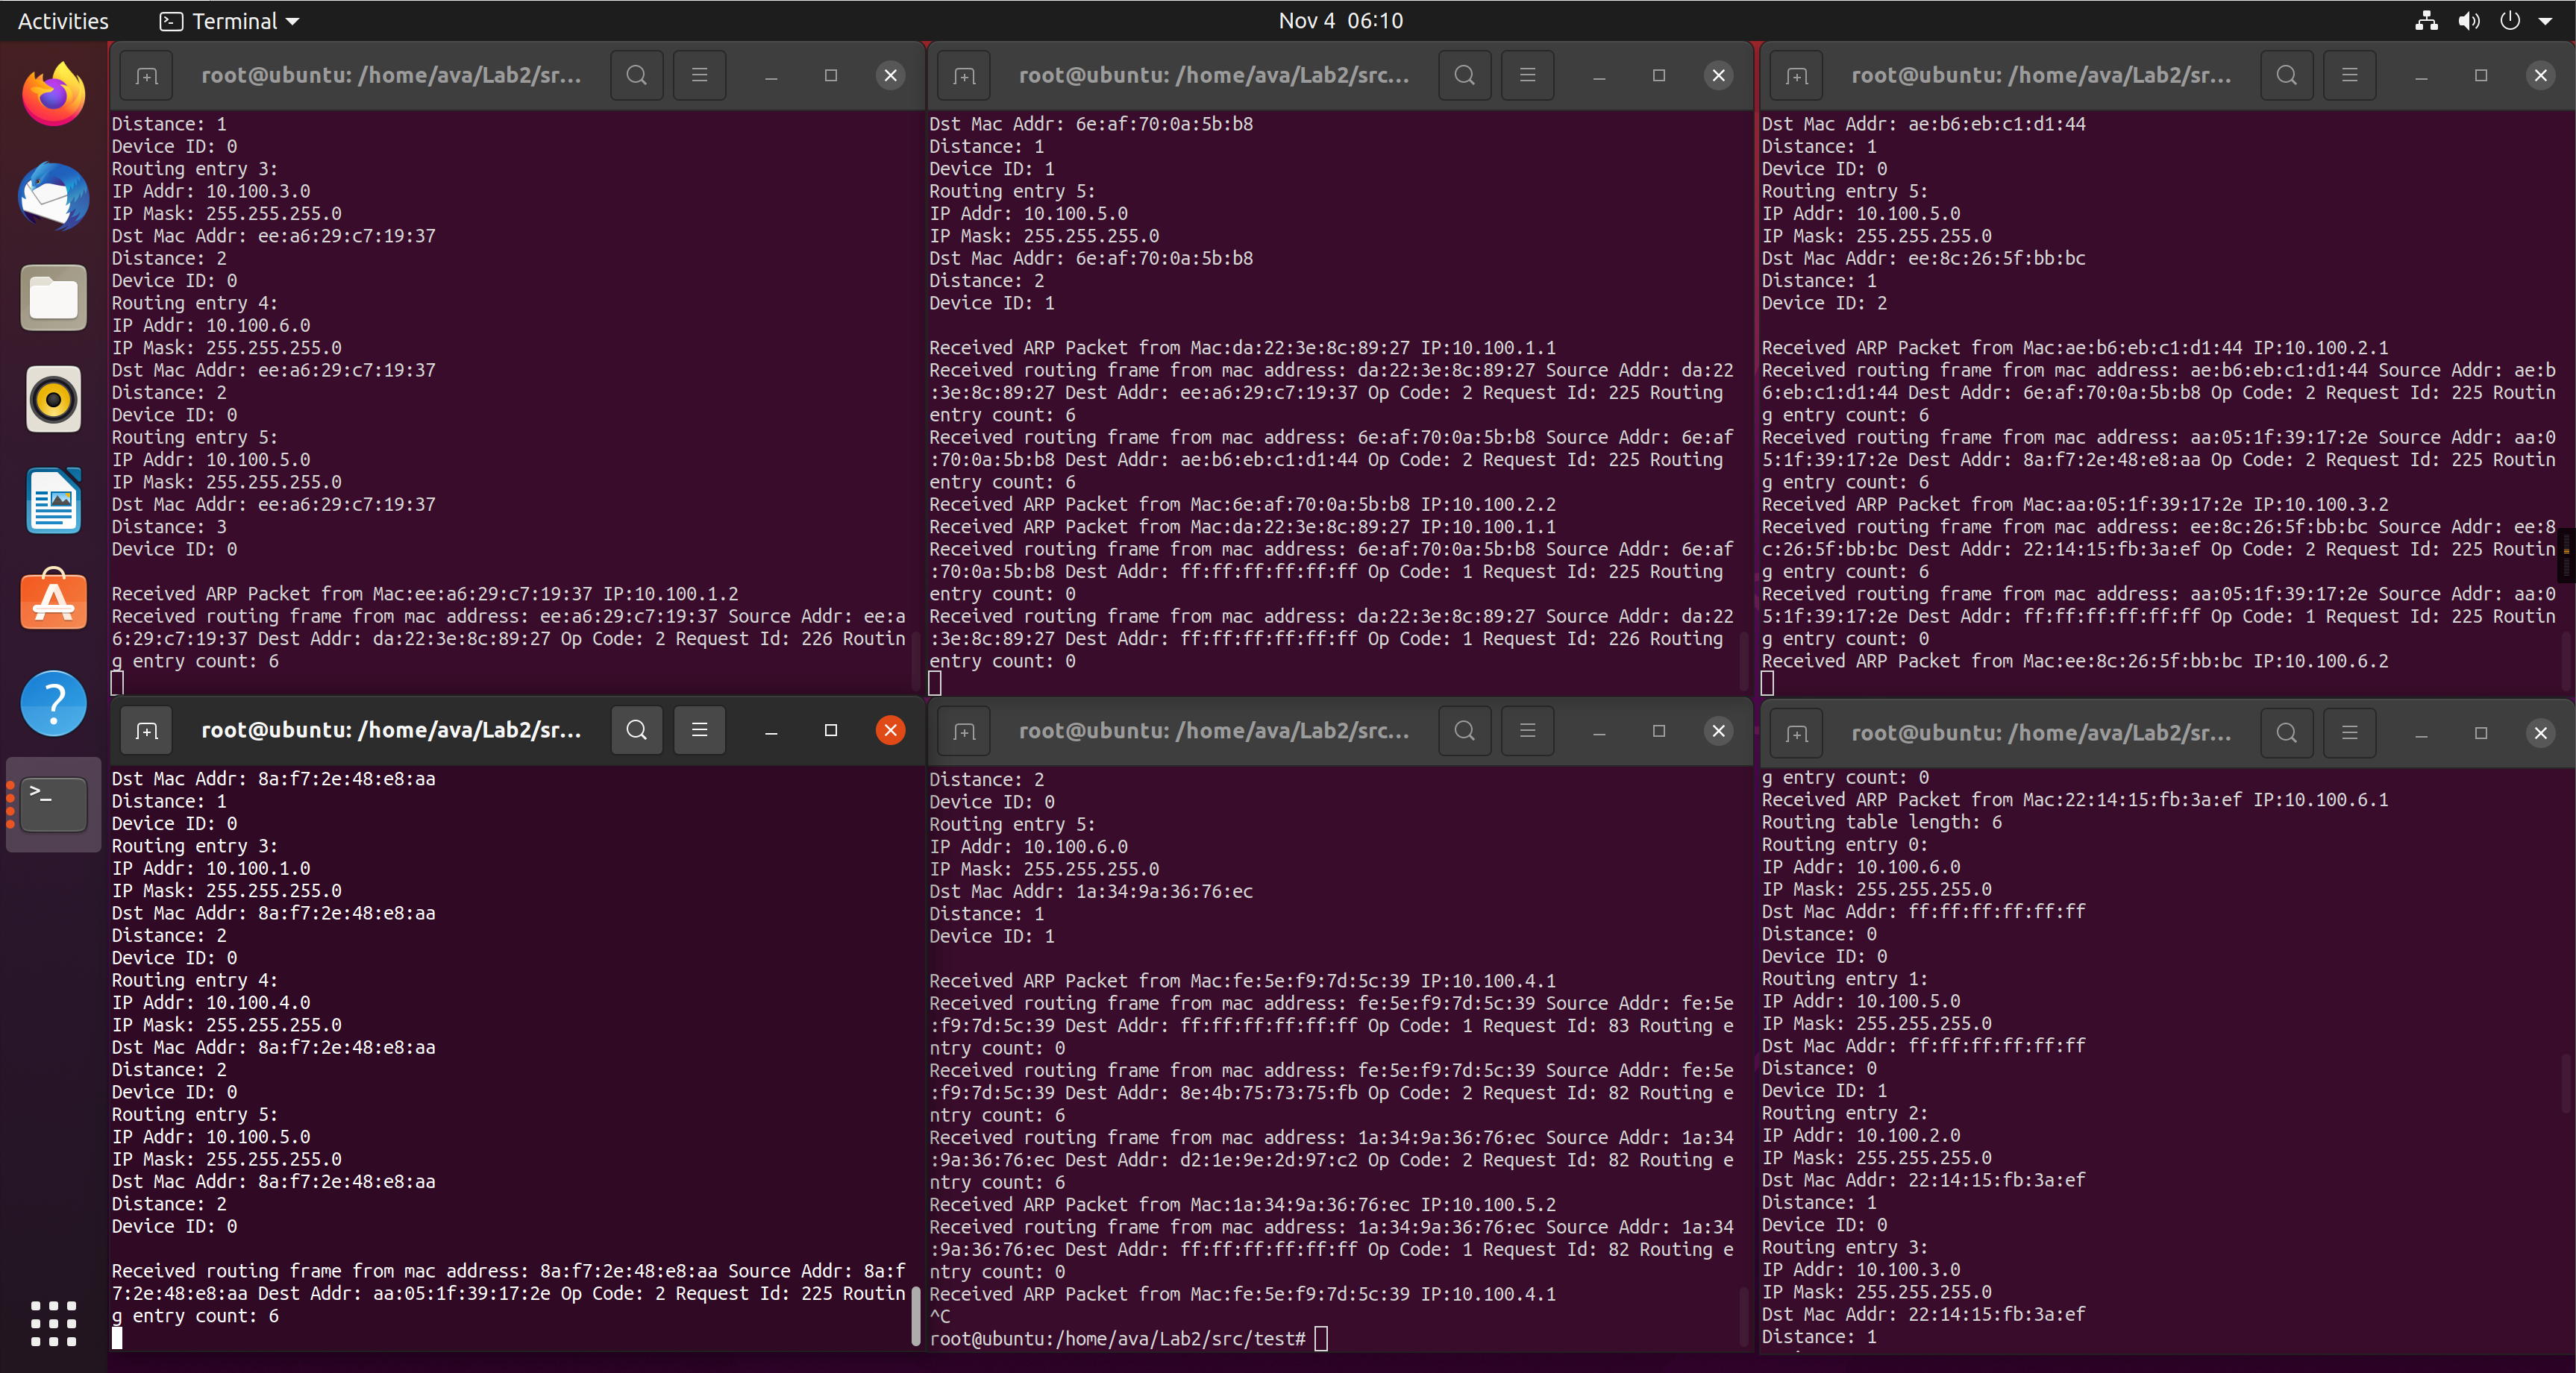 Activities
Terminal
Nov 4 06:10
root@ubuntu: /home/ava/Lab2/sr...
Distance: 1
Device ID: 0
Routing entry 3:
IP Addr: 10.100.3.0
IP Mask: 255.255.255.0
Dst Mac Addr: ee:a6:29:c7:19:37
Distance: 2
Device ID: 0
Routing entry 4:
IP Addr: 10.100.6.0
IP Mask: 255.255.255.0
Dst Mac Addr: ee:a6:29:c7:19:37
Distance: 2
Device ID: 0
Routing entry 5:
IP Addr: 10.100.5.0
IP Mask: 255.255.255.0
Dst Mac Addr: ee:a6:29:c7:19:37
Distance: 3
Device ID: 0
Received ARP Packet from Mac:ee:a6:29:c7:19:37 IP:10.100.1.2
Received routing frame from mac address: ee:a6:29:c7:19:37 Source Addr: ee:a
6:29:c7:19:37 Dest Addr: da:22:3e:8c:89:27 Op Code: 2 Request Id: 226 Routin
g entry count: 6
root@ubuntu: /home/ava/Lab2/src...
Dst Mac Addr: 6e:af:70:0a:5b:b8
Distance: 1
Device ID: 1
Routing entry 5:
IP Addr: 10.100.5.0
IP Mask: 255.255.255.0
Dst Mac Addr: 6e:af:70:0a:5b:b8
Distance: 2
Device ID: 1
Received ARP Packet from Mac:da:22:3e:8c:89:27 IP:10.100.1.1
Received routing frame from mac address: da:22:3e:8c:89:27 Source Addr: da:22
:3e:8c:89:27 Dest Addr: ee:a6:29:c7:19:37 Op Code: 2 Request Id: 225 Routing
entry count: 6
Received routing frame from mac address: 6e:af:70:0a:5b:b8 Source Addr: 6e:af
:70:0a:5b:b8 Dest Addr: ae:b6:eb:c1:d1:44 Op Code: 2 Request Id: 225 Routing
entry count: 6
Received ARP Packet from Mac:6e:af:70:0a:5b:b8 IP:10.100.2.2
Received ARP Packet from Mac:da:22:3e:8c:89:27 IP:10.100.1.1
Received routing frame from mac address: 6e:af:70:0a:5b:b8 Source Addr: 6e:af
:70:0a:5b:b8 Dest Addr: ff:ff:ff:ff:ff:ff Op Code: 1 Request Id: 225 Routing
entry count: 0
Received routing frame from mac address: da:22:3e:8c:89:27 Source Addr: da:22
:3e:8c:89:27 Dest Addr: ff:ff:ff:ff:ff:ff Op Code: 1 Request Id: 226 Routing
entry count: 0
root@ubuntu: /home/ava/Lab2/sr...
Dst Mac Addr: ae:b6:eb:c1:d1:44
Distance: 1
Device ID: 0
Routing entry 5:
IP Addr: 10.100.5.0
IP Mask: 255.255.255.0
Dst Mac Addr: ee:8c:26:5f:bb:bc
Distance: 1
Device ID: 2
Received ARP Packet from Mac:ae:b6:eb:c1:d1:44 IP:10.100.2.1
Received routing frame from mac address: ae:b6:eb:c1:d1:44 Source Addr: ae:b
6:eb:c1:d1:44 Dest Addr: 6e:af:70:0a:5b:b8 Op Code: 2 Request Id: 225 Routin
g entry count: 6
Received routing frame from mac address: aa:05:1f:39:17:2e Source Addr: aa:0
5:1f:39:17:2e Dest Addr: 8a:f7:2e:48:e8:aa Op Code: 2 Request Id: 225 Routin
g entry count: 6
Received ARP Packet from Mac:aa:05:1f:39:17:2e IP:10.100.3.2
Received routing frame from mac address: ee:8c:26:5f:bb:bc Source Addr: ee:8
c:26:5f:bb:bc Dest Addr: 22:14:15:fb:3a:ef Op Code: 2 Request Id: 225 Routin
g entry count: 6
Received routing frame from mac address: aa:05:1f:39:17:2e Source Addr: aa:0
5:1f:39:17:2e Dest Addr: ff:ff:ff:ff:ff:ff Op Code: 1 Request Id: 225 Routin
g entry count: 0
Received ARP Packet from Mac:ee:8c:26:5f:bb:bc IP:10.100.6.2
root@ubuntu: /home/ava/Lab2/sr...
Dst Mac Addr: 8a:f7:2e:48:e8:aa
Distance: 1
Device ID: 0
Routing entry 3:
IP Addr: 10.100.1.0
IP Mask: 255.255.255.0
Dst Mac Addr: 8a:f7:2e:48:e8:aa
Distance: 2
Device ID: 0
Routing entry 4:
IP Addr: 10.100.4.0
IP Mask: 255.255.255.0
Dst Mac Addr: 8a:f7:2e:48:e8:aa
Distance: 2
Device ID: 0
Routing entry 5:
IP Addr: 10.100.5.0
IP Mask: 255.255.255.0
Dst Mac Addr: 8a:f7:2e:48:e8:aa
Distance: 2
Device ID: 0
Received routing frame from mac address: 8a:f7:2e:48:e8:aa Source Addr: 8a:f
7:2e:48:e8:aa Dest Addr: aa:05:1f:39:17:2e Op Code: 2 Request Id: 225 Routin
g entry count: 6
root@ubuntu: /home/ava/Lab2/src...
Distance: 2
Device ID: 0
Routing entry 5:
IP Addr: 10.100.6.0
IP Mask: 255.255.255.0
Dst Mac Addr: 1a:34:9a:36:76:ec
Distance: 1
Device ID: 1
Received ARP Packet from Mac:fe:5e:f9:7d:5c:39 IP:10.100.4.1
Received routing frame from mac address: fe:5e:f9:7d:5c:39 Source Addr: fe:5e
:f9:7d:5c:39 Dest Addr: ff:ff:ff:ff:ff:ff Op Code: 1 Request Id: 83 Routing e
ntry count: 0
Received routing frame from mac address: fe:5e:f9:7d:5c:39 Source Addr: fe:5e
:f9:7d:5c:39 Dest Addr: 8e:4b:75:73:75:fb Op Code: 2 Request Id: 82 Routing e
ntry count: 6
Received routing frame from mac address: 1a:34:9a:36:76:ec Source Addr: 1a:34
:9a:36:76:ec Dest Addr: d2:1e:9e:2d:97:c2 Op Code: 2 Request Id: 82 Routing e
ntry count: 6
Received ARP Packet from Mac:1a:34:9a:36:76:ec IP:10.100.5.2
Received routing frame from mac address: 1a:34:9a:36:76:ec Source Addr: 1a:34
:9a:36:76:ec Dest Addr: ff:ff:ff:ff:ff:ff Op Code: 1 Request Id: 82 Routing e
ntry count: 0
Received ARP Packet from Mac:fe:5e:f9:7d:5c:39 IP:10.100.4.1
^C
root@ubuntu:/home/ava/Lab2/src/test#
root@ubuntu: /home/ava/Lab2/sr...
g entry count: 0
Received ARP Packet from Mac:22:14:15:fb:3a:ef IP:10.100.6.1
Routing table length: 6
Routing entry 0:
IP Addr: 10.100.6.0
IP Mask: 255.255.255.0
Dst Mac Addr: ff:ff:ff:ff:ff:ff
Distance: 0
Device ID: 0
Routing entry 1:
IP Addr: 10.100.5.0
IP Mask: 255.255.255.0
Dst Mac Addr: ff:ff:ff:ff:ff:ff
Distance: 0
Device ID: 1
Routing entry 2:
IP Addr: 10.100.2.0
IP Mask: 255.255.255.0
Dst Mac Addr: 22:14:15:fb:3a:ef
Distance: 1
Device ID: 0
Routing entry 3:
IP Addr: 10.100.3.0
IP Mask: 255.255.255.0
Dst Mac Addr: 22:14:15:fb:3a:ef
Distance: 1